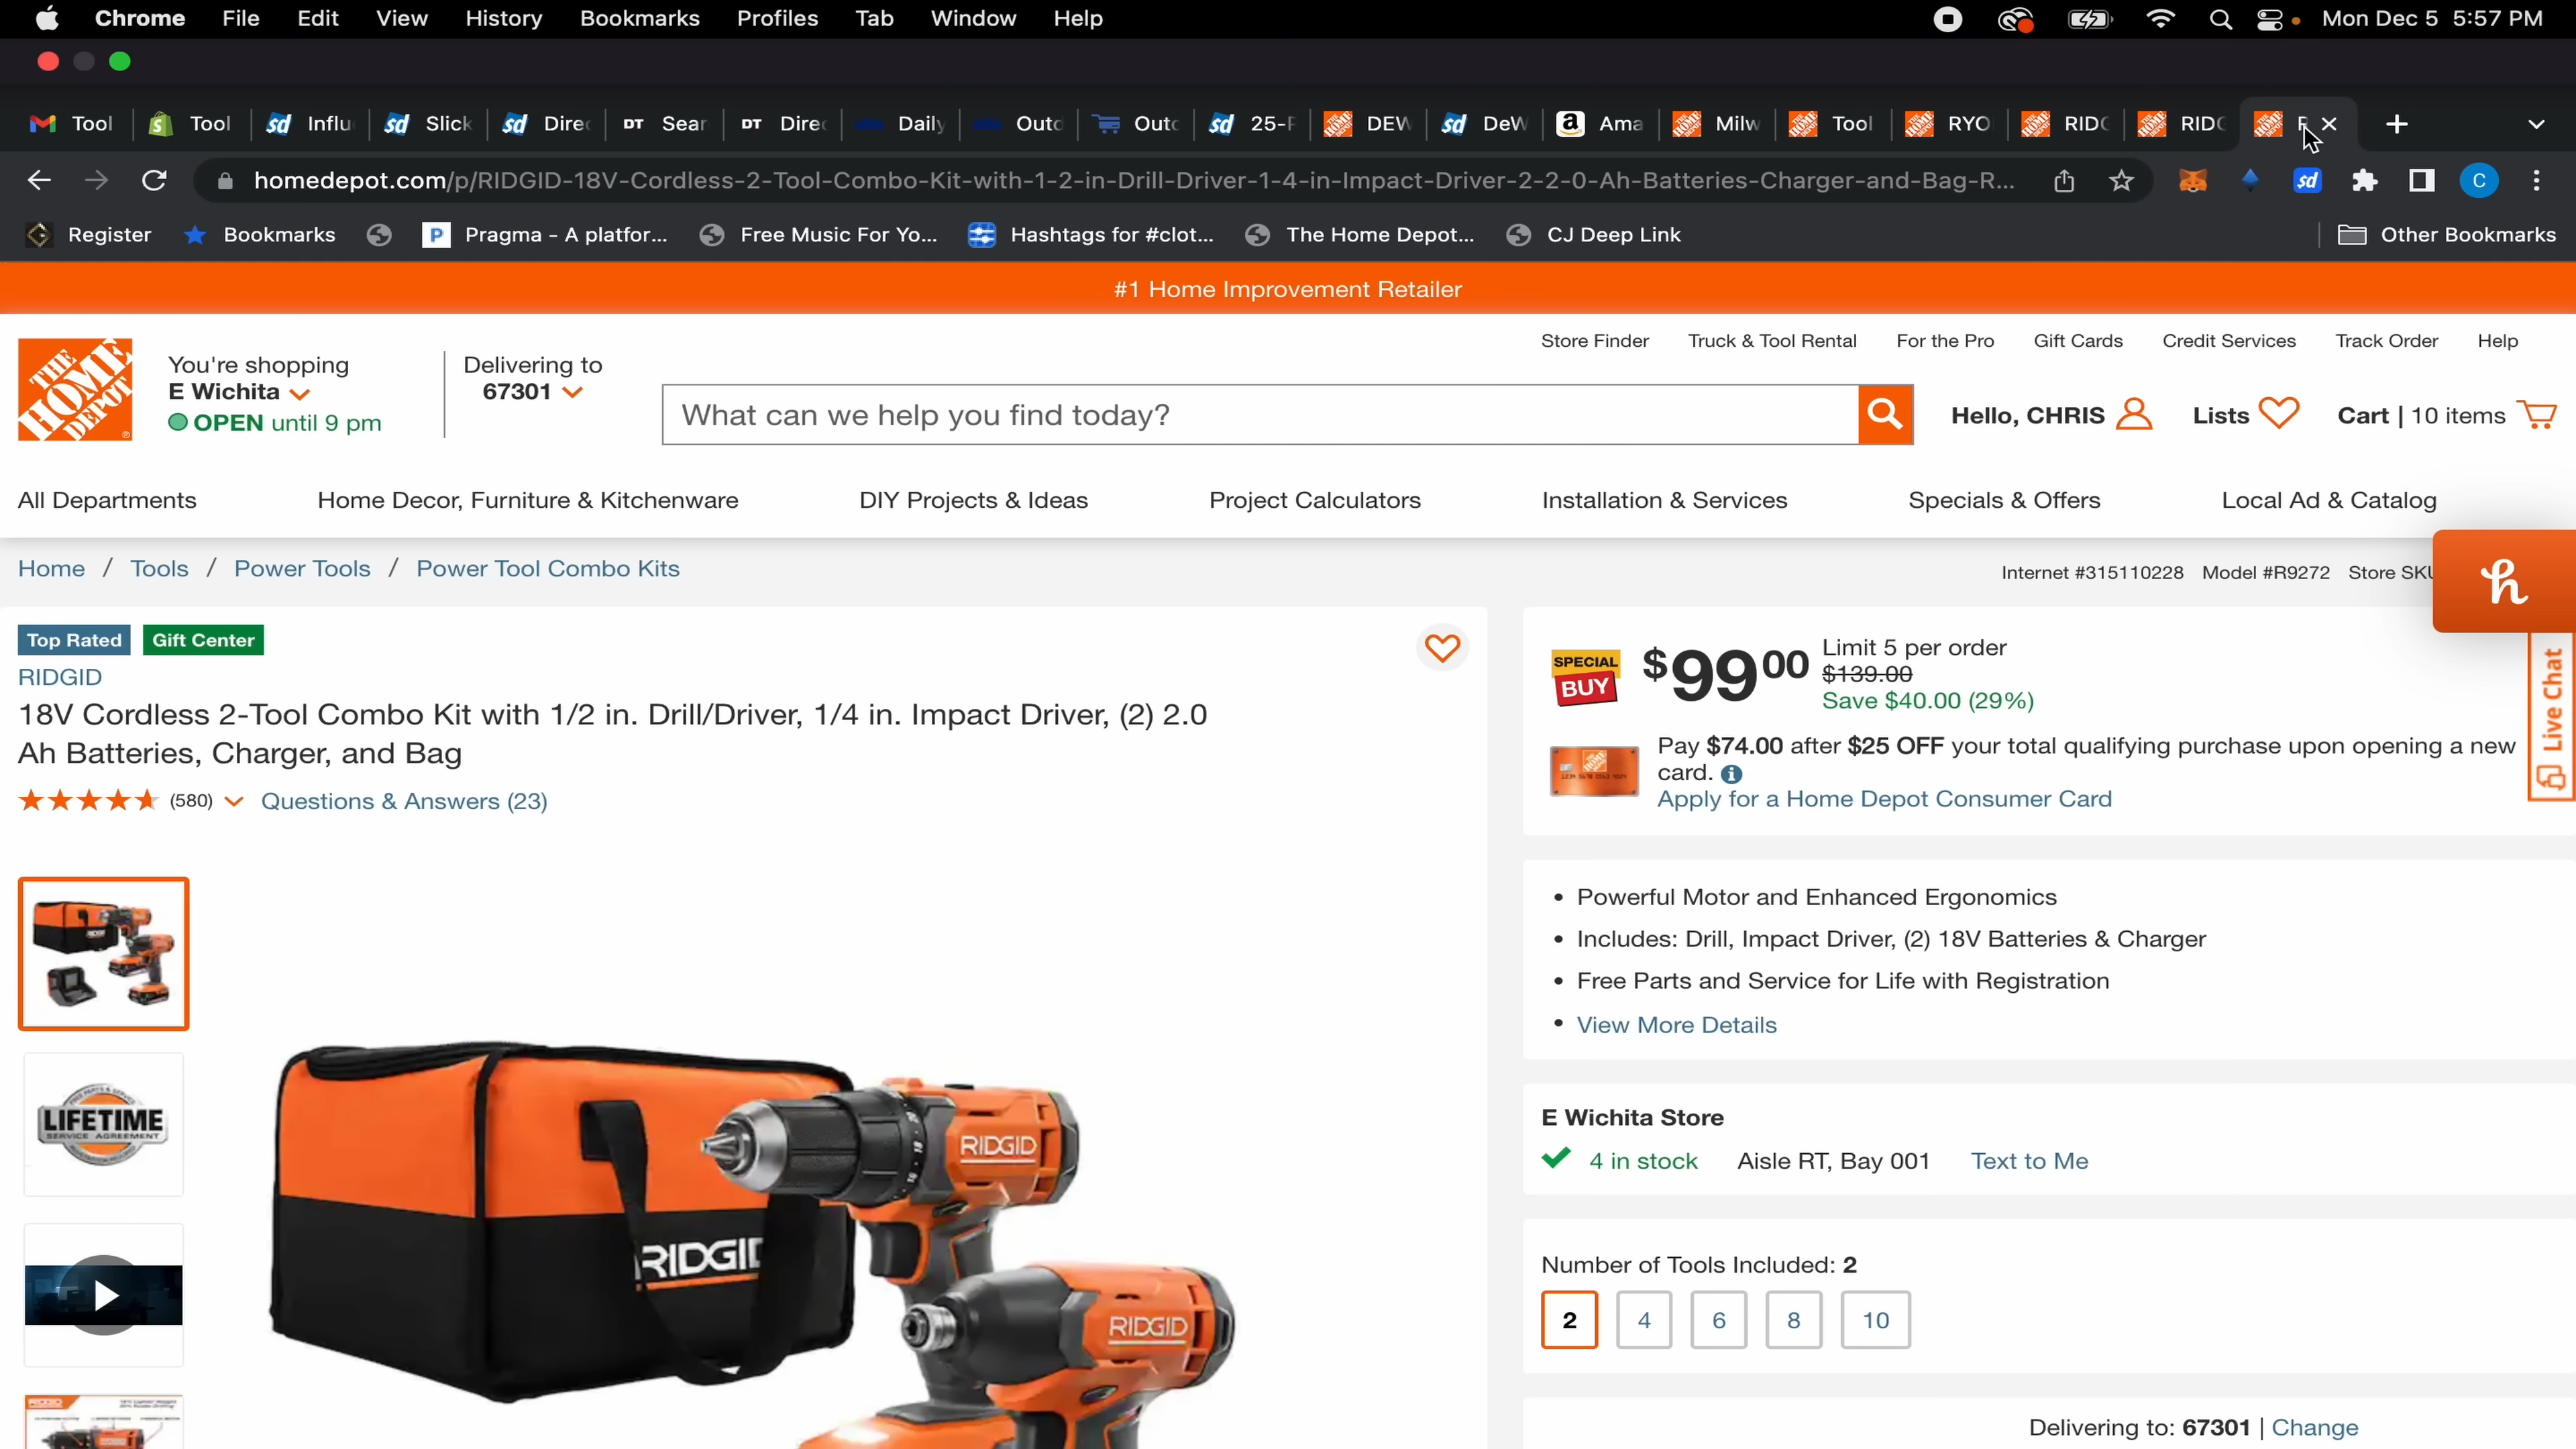 Chrome File Edit View History Bookmarks Profiles Tab Window Help Mon Dec 5 5:57 PM
Tool Tool Influ Slick Direc DT Sear DT Direc Daily Outd Outd 25-P DEW DeW Ama Milw Tool RYO RIDG RIDG
homedepot.com/p/RIDGID-18V-Cordless-2-Tool-Combo-Kit-with-1-2-in-Drill-Driver-1-4-in-Impact-Driver-2-2-0-Ah-Batteries-Charger-and-Bag-R... sd C
Register Bookmarks P Pragma - A platfor... Free Music For Yo... Hashtags for #clot... The Home Depot... CJ Deep Link Other Bookmarks
#1 Home Improvement Retailer
Store Finder Truck & Tool Rental For the Pro Gift Cards Credit Services Track Order Help
THE HOME DEPOT
You're shopping
E Wichita
OPEN until 9 pm
Delivering to
67301
What can we help you find today?
Hello, CHRIS Lists Cart | 10 items
All Departments Home Decor, Furniture & Kitchenware DIY Projects & Ideas Project Calculators Installation & Services Specials & Offers Local Ad & Catalog
Home / Tools / Power Tools / Power Tool Combo Kits
Internet #315110228 Model #R9272 Store SKU
h
Top Rated Gift Center
RIDGID
18V Cordless 2-Tool Combo Kit with 1/2 in. Drill/Driver, 1/4 in. Impact Driver, (2) 2.0
Ah Batteries, Charger, and Bag
(580) Questions & Answers (23)
LIFETIME
SERVICE AGREEMENT
RIDGID
RIDGID
RIDGID
SPECIAL
BUY
$99.00
Limit 5 per order
$139.00
Save $40.00 (29%)
Pay $74.00 after $25 OFF your total qualifying purchase upon opening a new
card.
Apply for a Home Depot Consumer Card
Live Chat
• Powerful Motor and Enhanced Ergonomics
• Includes: Drill, Impact Driver, (2) 18V Batteries & Charger
• Free Parts and Service for Life with Registration
• View More Details
E Wichita Store
4 in stock Aisle RT, Bay 001 Text to Me
Number of Tools Included: 2
2 4 6 8 10
Delivering to: 67301 | Change